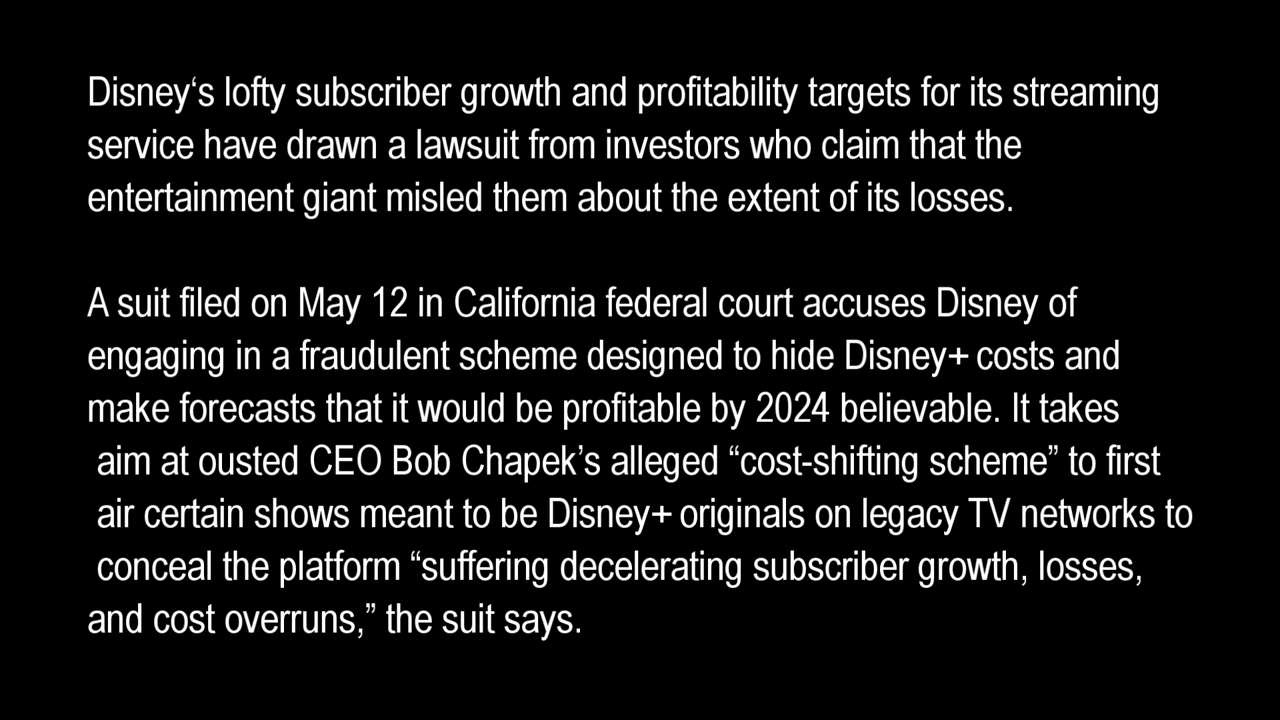 Disney‘s lofty subscriber growth and profitability targets for its streaming
service have drawn a lawsuit from investors who claim that the
entertainment giant misled them about the extent of its losses.
A suit filed on May 12 in California federal court accuses Disney of
engaging in a fraudulent scheme designed to hide Disney+ costs and
make forecasts that it would be profitable by 2024 believable. It takes
aim at ousted CEO Bob Chapek’s alleged “cost-shifting scheme” to first
air certain shows meant to be Disney+ originals on legacy TV networks to
conceal the platform “suffering decelerating subscriber growth, losses,
and cost overruns,” the suit says.